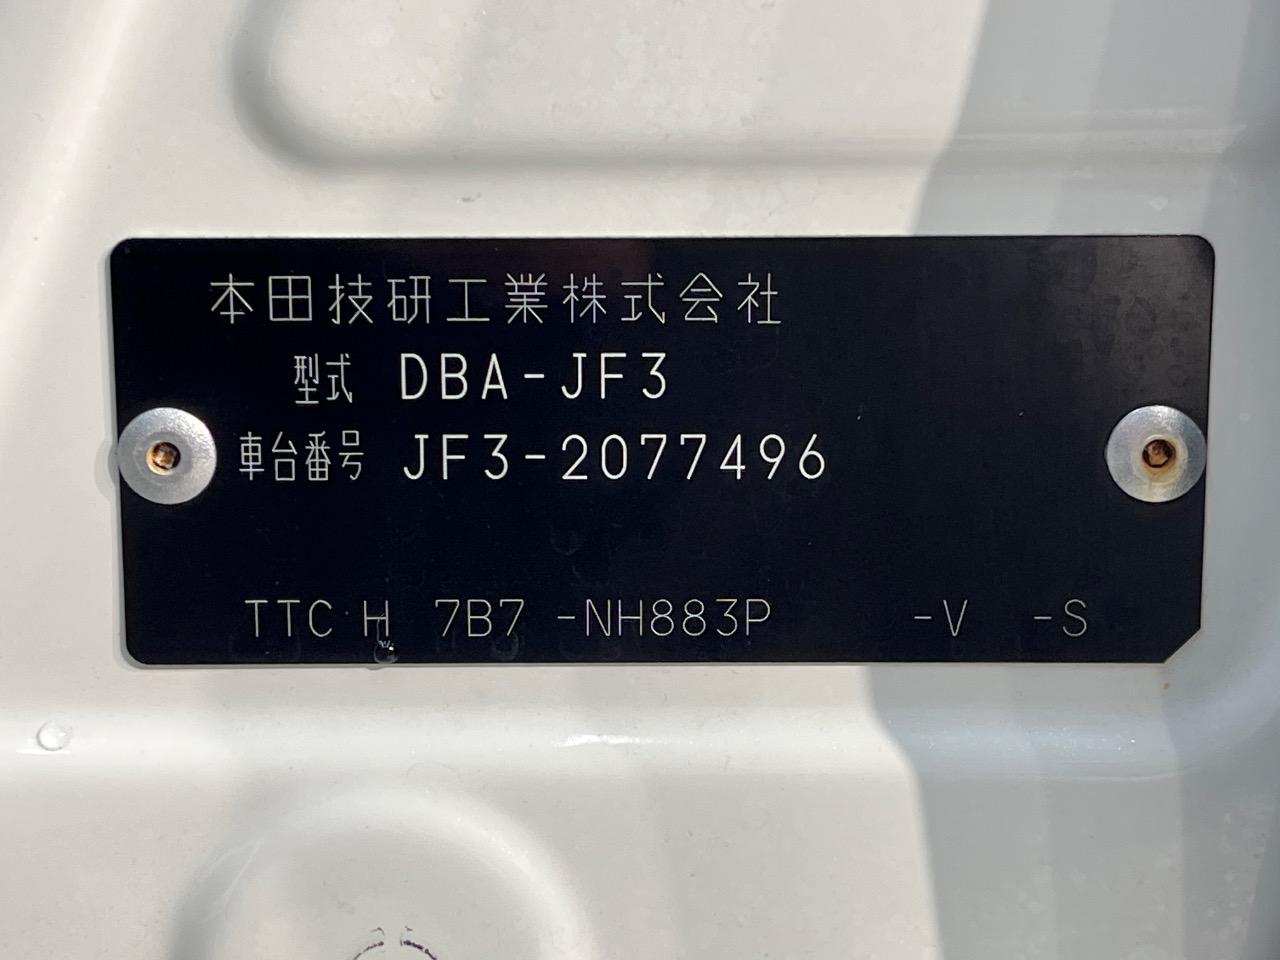 本田技研工業株式会社
型式 DBA-JF3
車台番号 JF3-2077496
TTC H 7B7 -NH883P -V -S